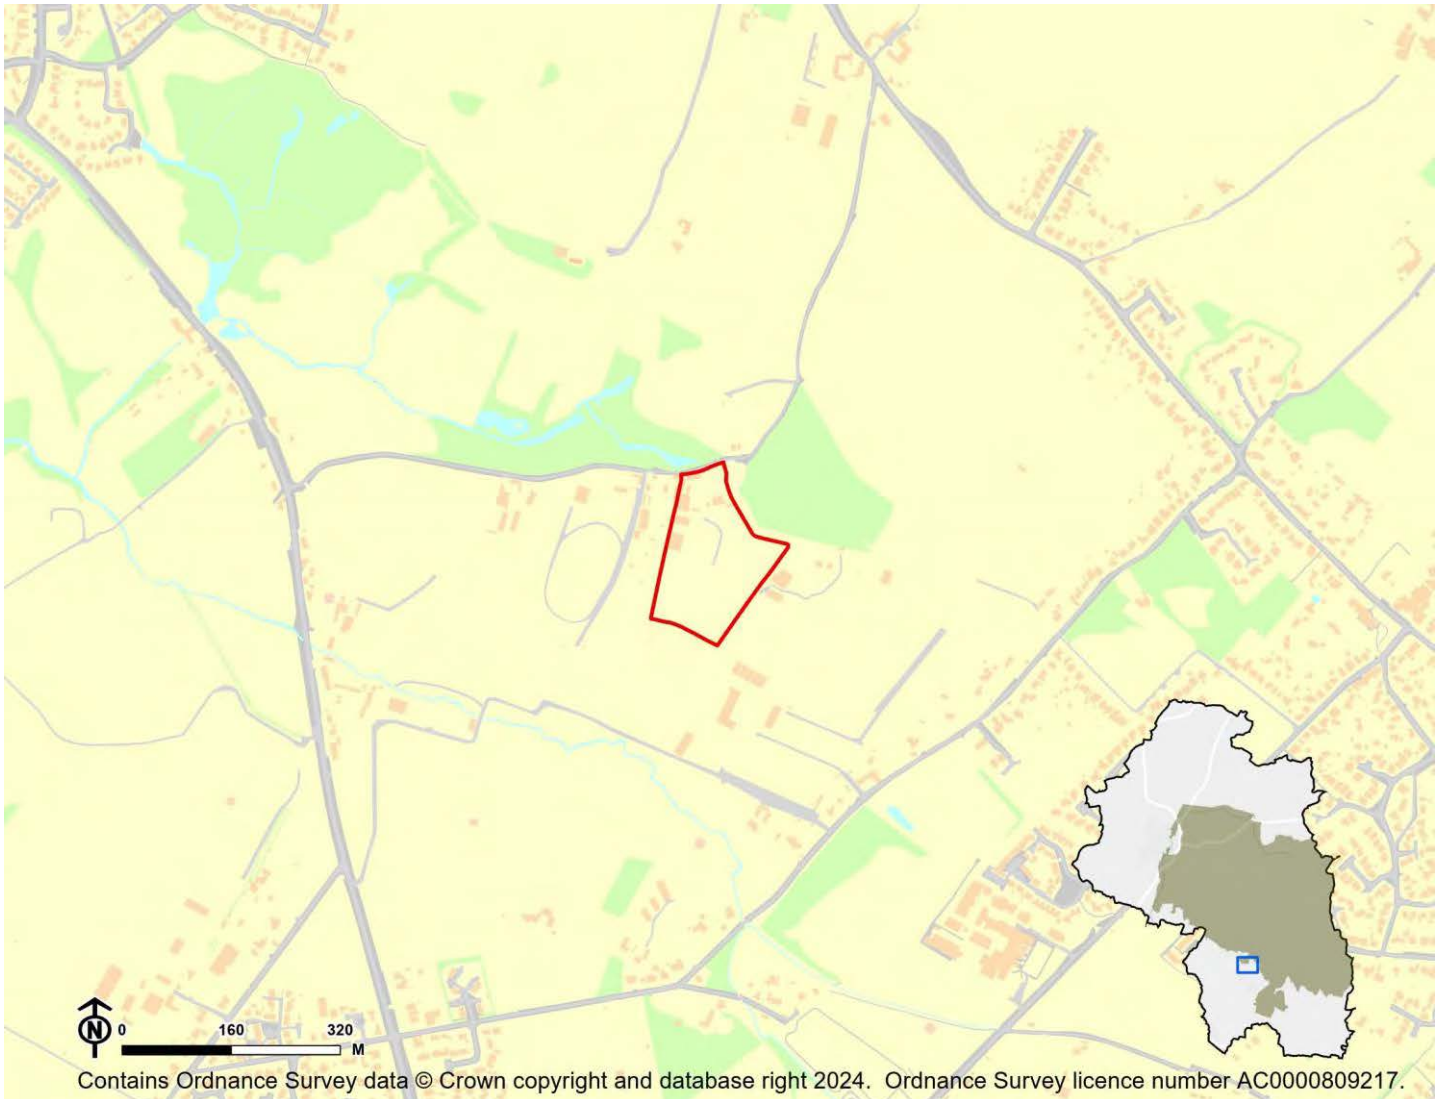 N
0 160 320
M
Contains Ordnance Survey data © Crown copyright and database right 2024. Ordnance Survey licence number AC0000809217.